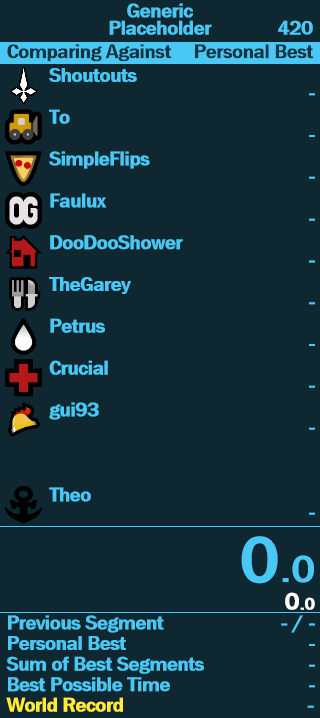 Generic
Placeholder 420
Comparing Against Personal Best
Shoutouts
-
To
-
SimpleFlips
-
OG
Faulux
-
DooDooShower
-
TheGarey
-
Petrus
-
Crucial
-
gui93
-
Theo
-
0.0
0.0
Previous Segment - / -
Personal Best -
Sum of Best Segments -
Best Possible Time -
World Record -